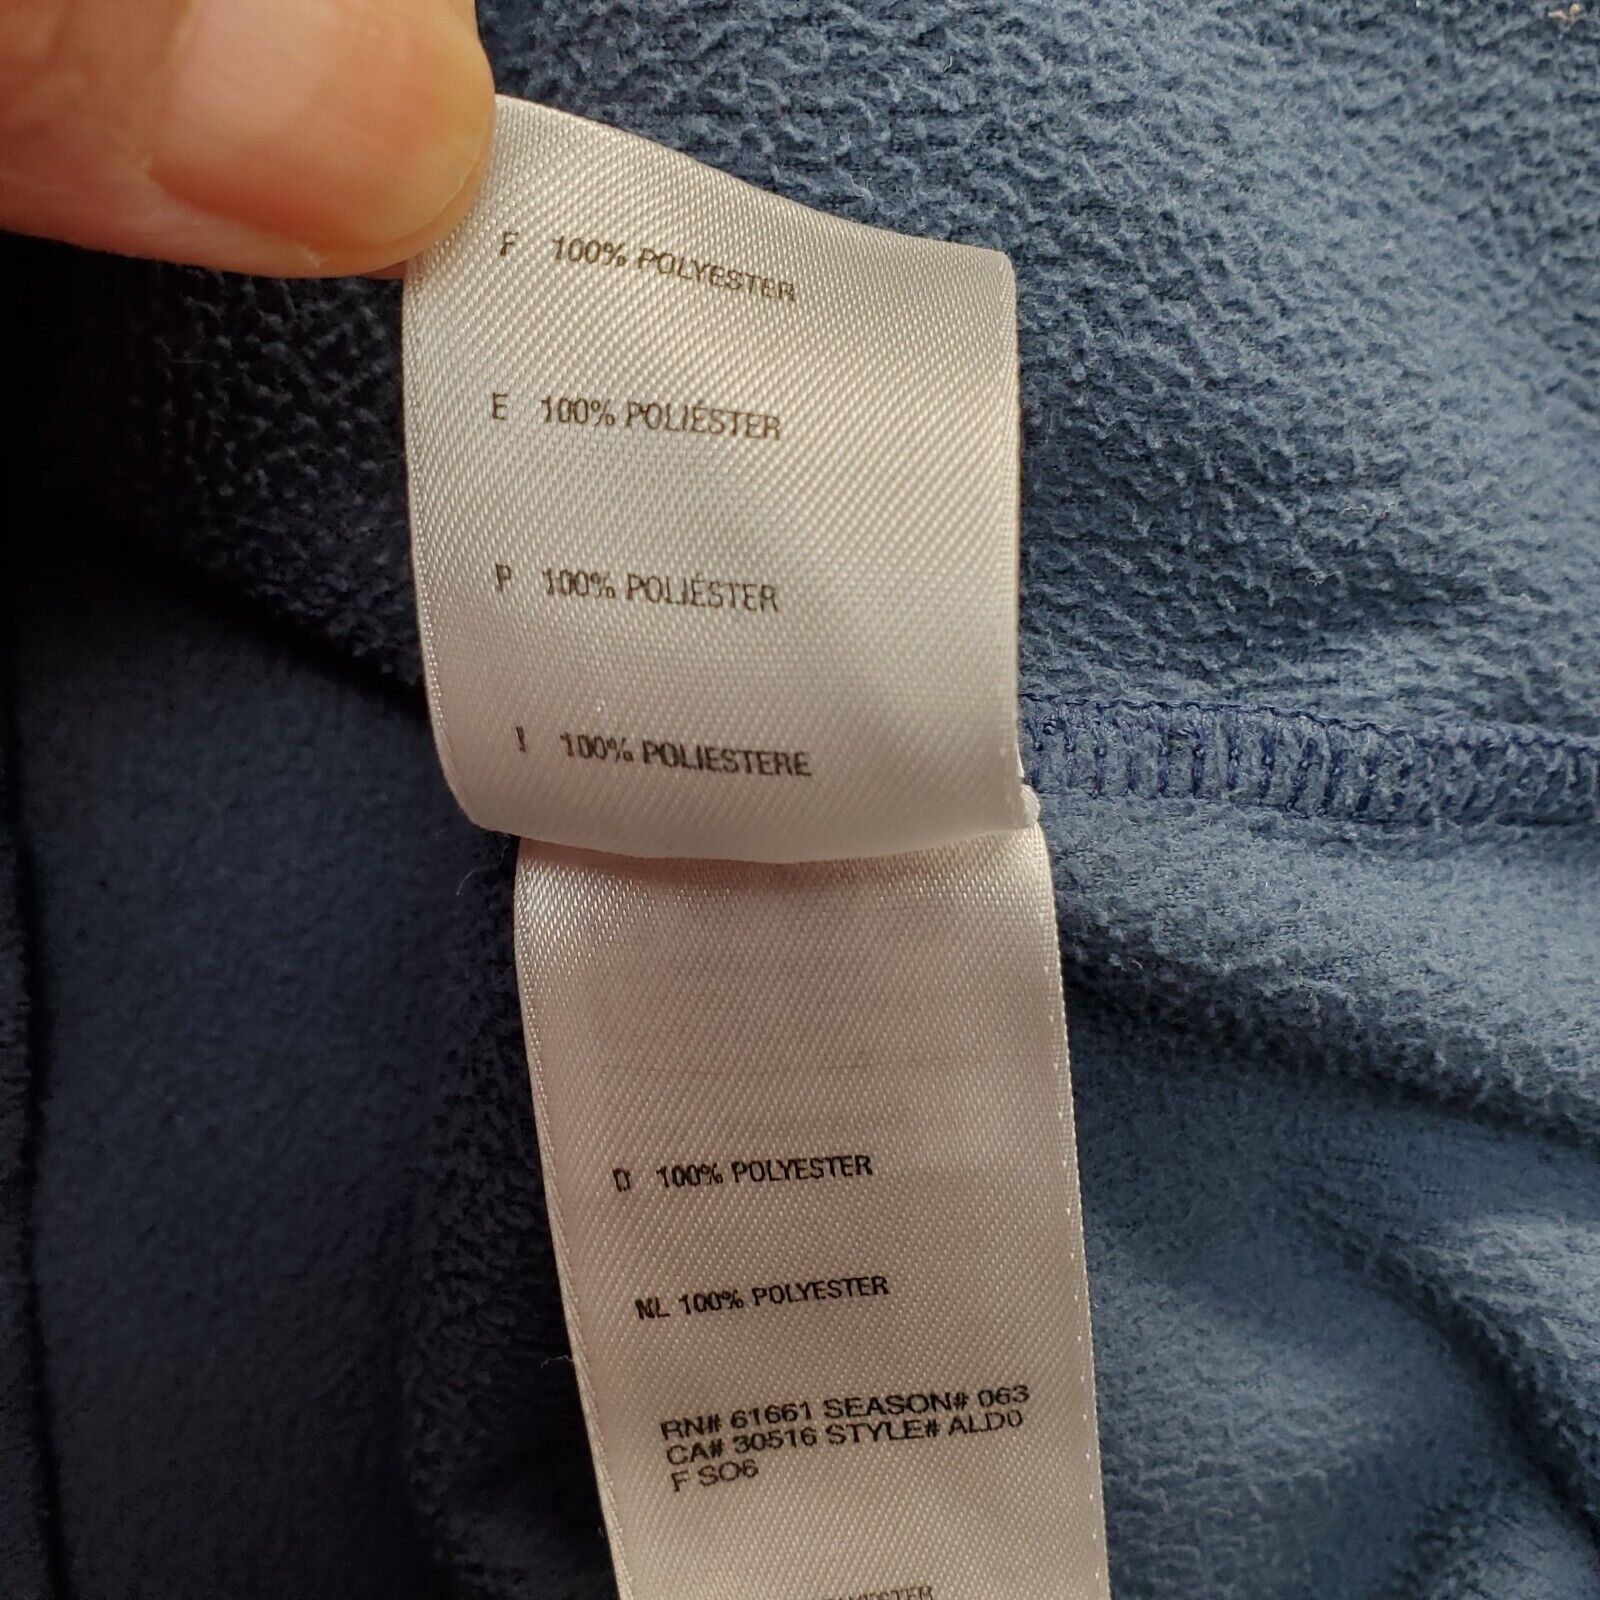 F 100% POLYESTER
E 100% POLIÉSTER
P 100% POLIÉSTER
I 100% POLIESTERE
D 100% POLYESTER
NL 100% POLYESTER
RN# 61661 SEASON# 063
CA# 30516 STYLE# ALD0
F SO6